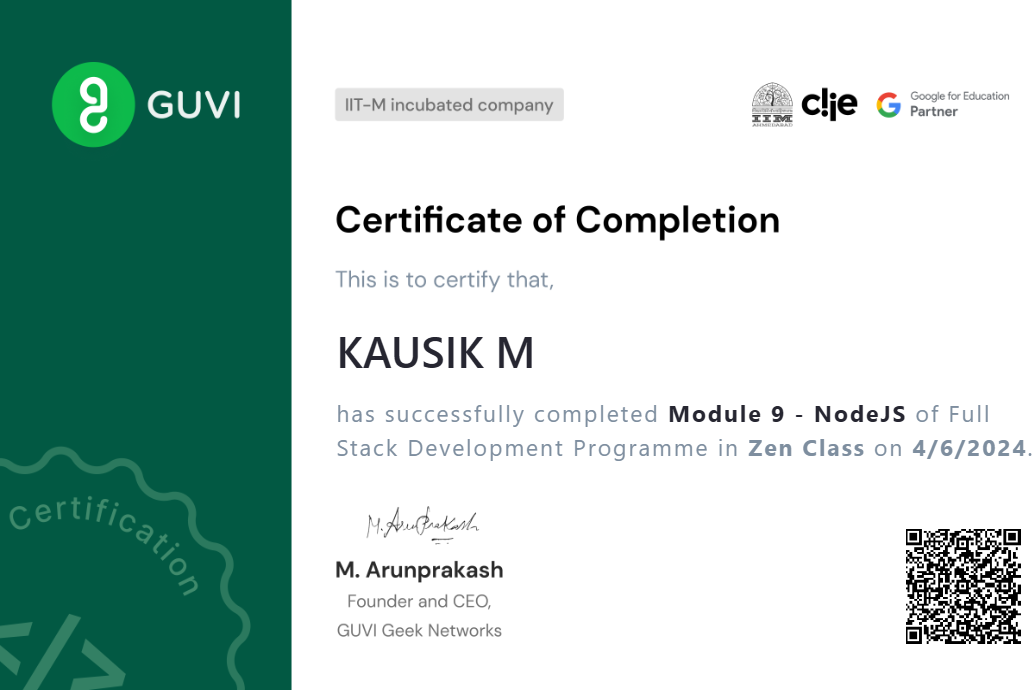 GUVI
IIT-M incubated company
IIM
AHMEDABAD
c!ie
Google for Education
Partner
Certificate of Completion
This is to certify that,
KAUSIK M
has successfully completed Module 9 - NodeJS of Full
Stack Development Programme in Zen Class on 4/6/2024.
Certification
</>
M. Arunprakash
M. Arunprakash
Founder and CEO,
GUVI Geek Networks